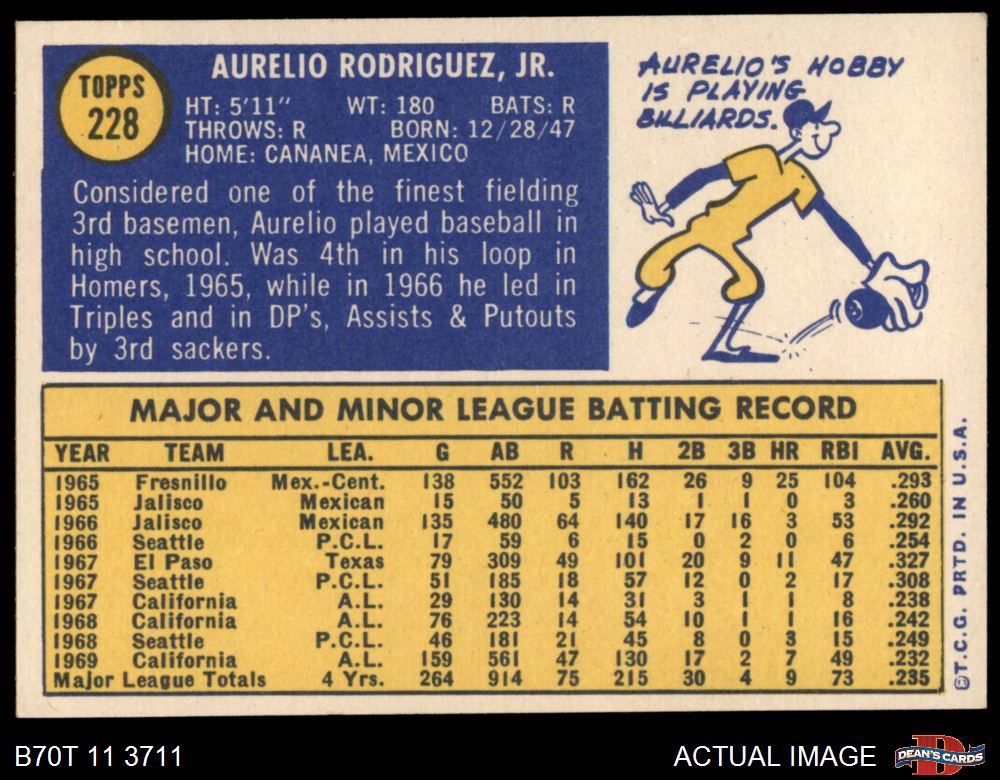 TOPPS
228
AURELIO RODRIGUEZ, JR.
HT: 5'11" WT: 180 BATS: R
THROWS: R BORN: 12/28/47
HOME: CANANEA, MEXICO
Considered one of the finest fielding
3rd basemen, Aurelio played baseball in
high school. Was 4th in his loop in
Homers, 1965, while in 1966 he led in
Triples and in DP's, Assists & Putouts
by 3rd sackers.
AURELIO'S HOBBY
IS PLAYING
BILLIARDS.
MAJOR AND MINOR LEAGUE BATTING RECORD
YEAR TEAM LEA. G AB R H 2B 3B HR RBI AVG.
1965 Fresnillo Mex.-Cent. 138 552 103 162 26 9 25 104 .293
1965 Jalisco Mexican 15 50 5 13 1 1 0 3 .260
1966 Jalisco Mexican 135 480 64 140 17 16 3 53 .292
1966 Seattle P.C.L. 17 59 6 15 0 2 0 6 .254
1967 El Paso Texas 79 309 49 101 20 9 11 47 .327
1967 Seattle P.C.L. 51 185 18 57 12 0 2 17 .308
1967 California A.L. 29 130 14 31 3 1 1 8 .238
1968 California A.L. 76 223 14 54 10 1 1 16 .242
1968 Seattle P.C.L. 46 181 21 45 8 0 3 15 .249
1969 California A.L. 159 561 47 130 17 2 7 49 .232
Major League Totals 4 Yrs. 264 914 75 215 30 4 9 73 .235
©T.C.G. PRTD. IN U.S.A.
B70T 11 3711
ACTUAL IMAGE
D
DEAN'S CARDS